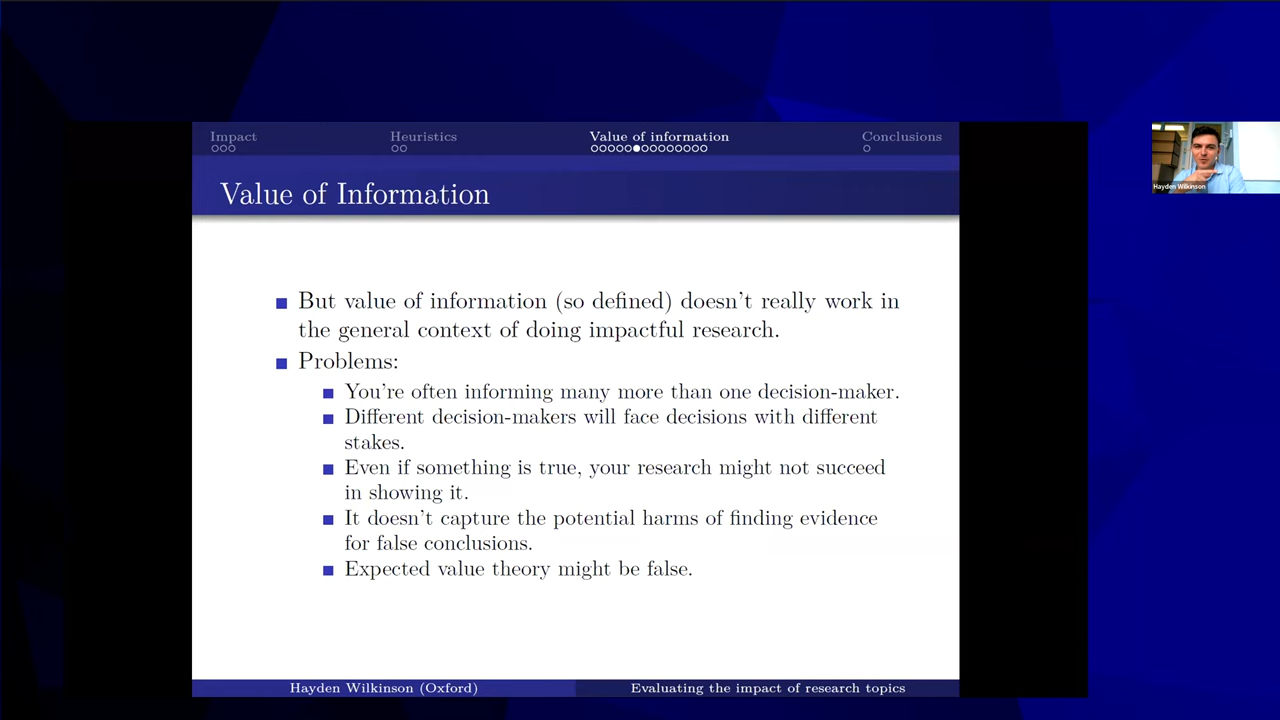 Impact
Heuristics
Value of information
Conclusions
Value of Information
But value of information (so defined) doesn't really work in
the general context of doing impactful research.
Problems:
You're often informing many more than one decision-maker.
Different decision-makers will face decisions with different
stakes.
Even if something is true, your research might not succeed
in showing it.
It doesn't capture the potential harms of finding evidence
for false conclusions.
Expected value theory might be false.
Hayden Wilkinson (Oxford)
Evaluating the impact of research topics
Hayden Wilkinson